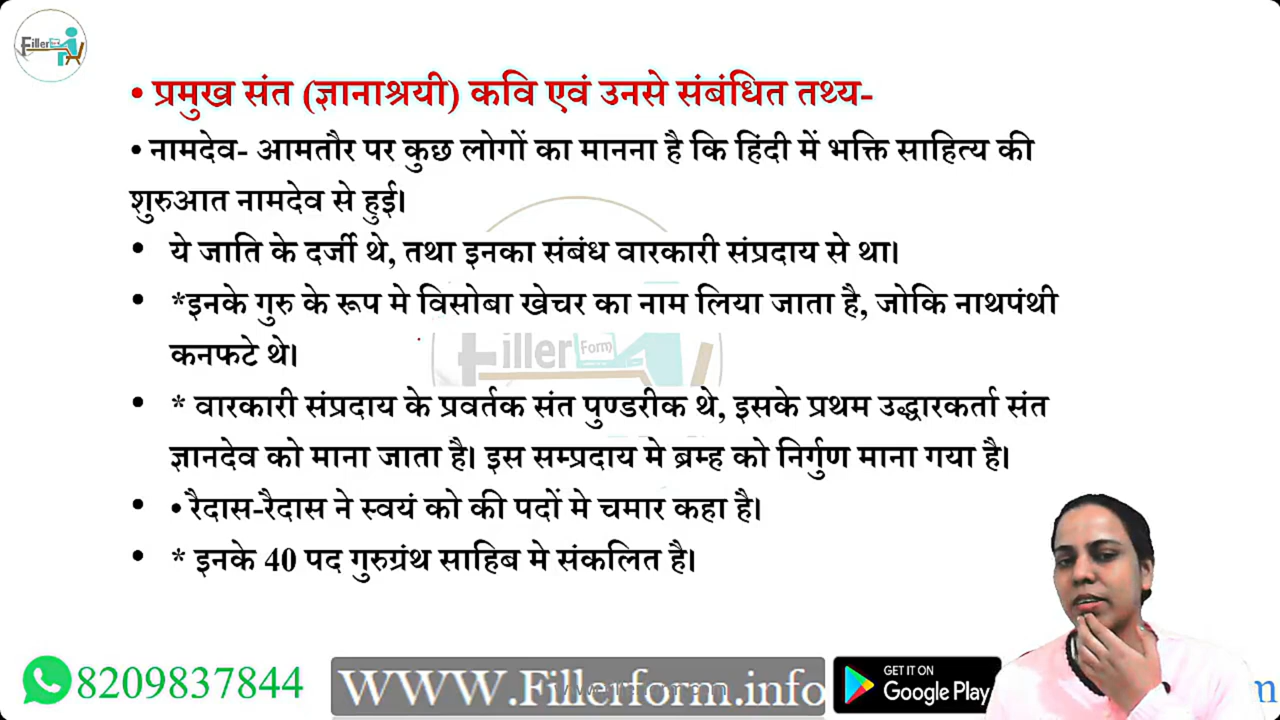 Filler
• प्रमुख संत (ज्ञानाश्रयी) कवि एवं उनसे संबंधित तथ्य-
• नामदेव- आमतौर पर कुछ लोगों का मानना है कि हिंदी में भक्ति साहित्य की
शुरुआत नामदेव से हुई।
• ये जाति के दर्जी थे, तथा इनका संबंध वारकारी संप्रदाय से था।
• *इनके गुरु के रूप मे विसोबा खेचर का नाम लिया जाता है, जोकि नाथपंथी
कनफटे थे।
iller Form
• * वारकारी संप्रदाय के प्रवर्तक संत पुण्डरीक थे, इसके प्रथम उद्धारकर्ता संत
ज्ञानदेव को माना जाता है। इस सम्प्रदाय मे ब्रम्ह को निर्गुण माना गया है।
• • रैदास-रैदास ने स्वयं को की पदों मे चमार कहा है।
• * इनके 40 पद गुरुग्रंथ साहिब मे संकलित है।
8209837844
WWW.Fillerform.info
GET IT ON
Google Play
m